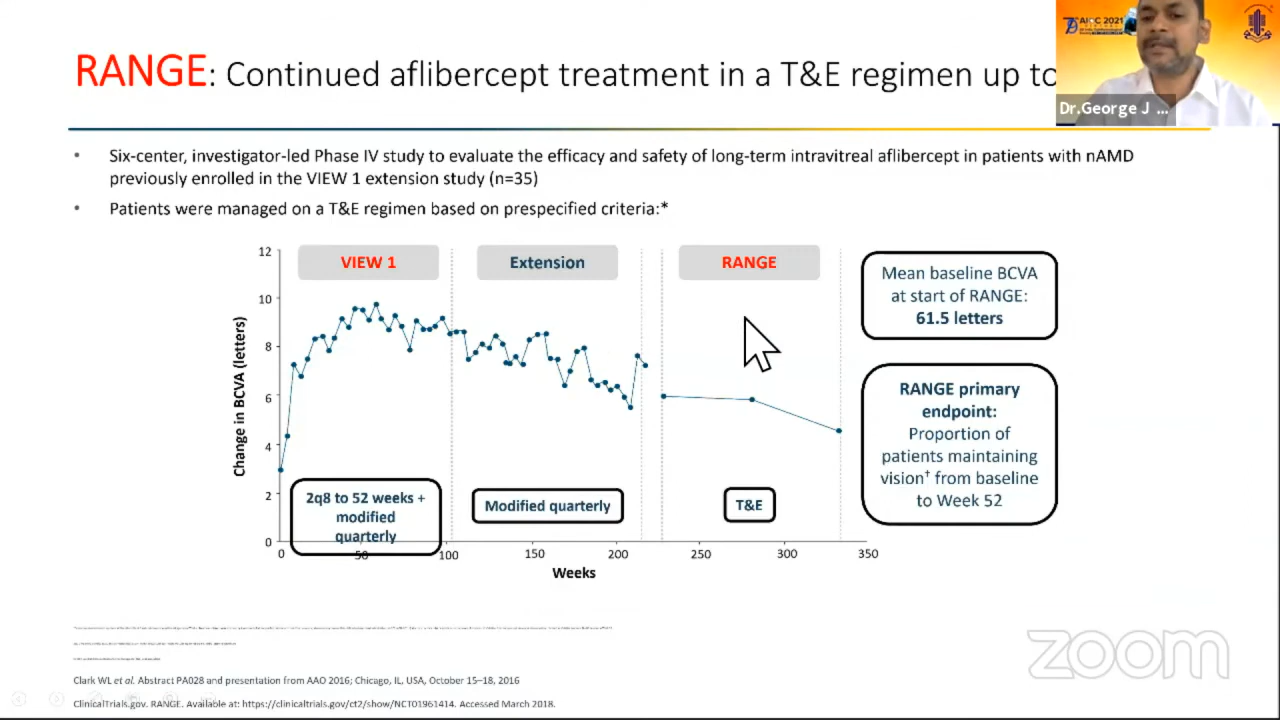 RANGE: Continued aflibercept treatment in a T&E regimen up to
AIOC 2021
Dr.George J ...
• Six-center, investigator-led Phase IV study to evaluate the efficacy and safety of long-term intravitreal aflibercept in patients with nAMD
previously enrolled in the VIEW 1 extension study (n=35)
• Patients were managed on a T&E regimen based on prespecified criteria:*
VIEW 1
Extension
RANGE
12
10
8
6
4
2
0
Change in BCVA (letters)
2q8 to 52 weeks +
modified
quarterly
Modified quarterly
T&E
0 50 100 150 200 250 300 350
Weeks
Mean baseline BCVA
at start of RANGE:
61.5 letters
RANGE primary
endpoint:
Proportion of
patients maintaining
vision† from baseline
to Week 52
Clark WL et al. Abstract PA028 and presentation from AAO 2016; Chicago, IL, USA, October 15–18, 2016
ClinicalTrials.gov. RANGE. Available at: https://clinicaltrials.gov/ct2/show/NCT01961414. Accessed March 2018.
zoom